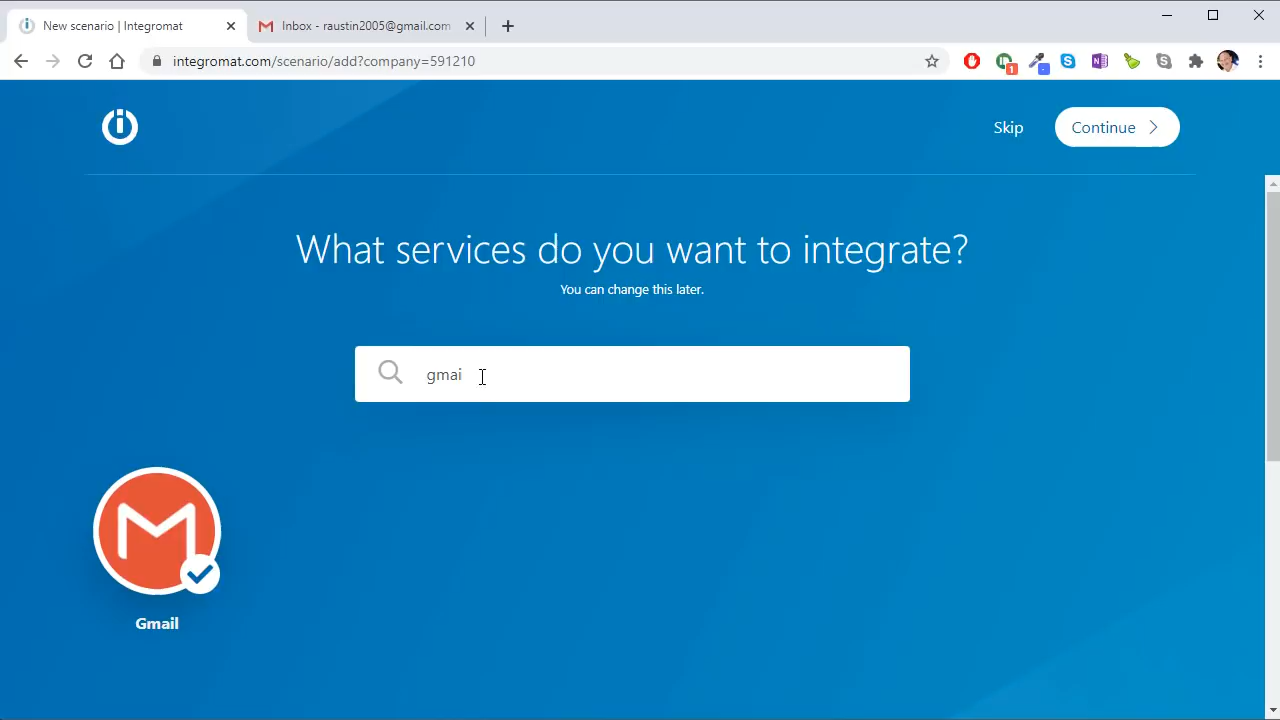 New scenario | Integromat
Inbox - raustin2005@gmail.com
integromat.com/scenario/add?company=591210
1
Skip
Continue
What services do you want to integrate?
You can change this later.
gmai
Gmail